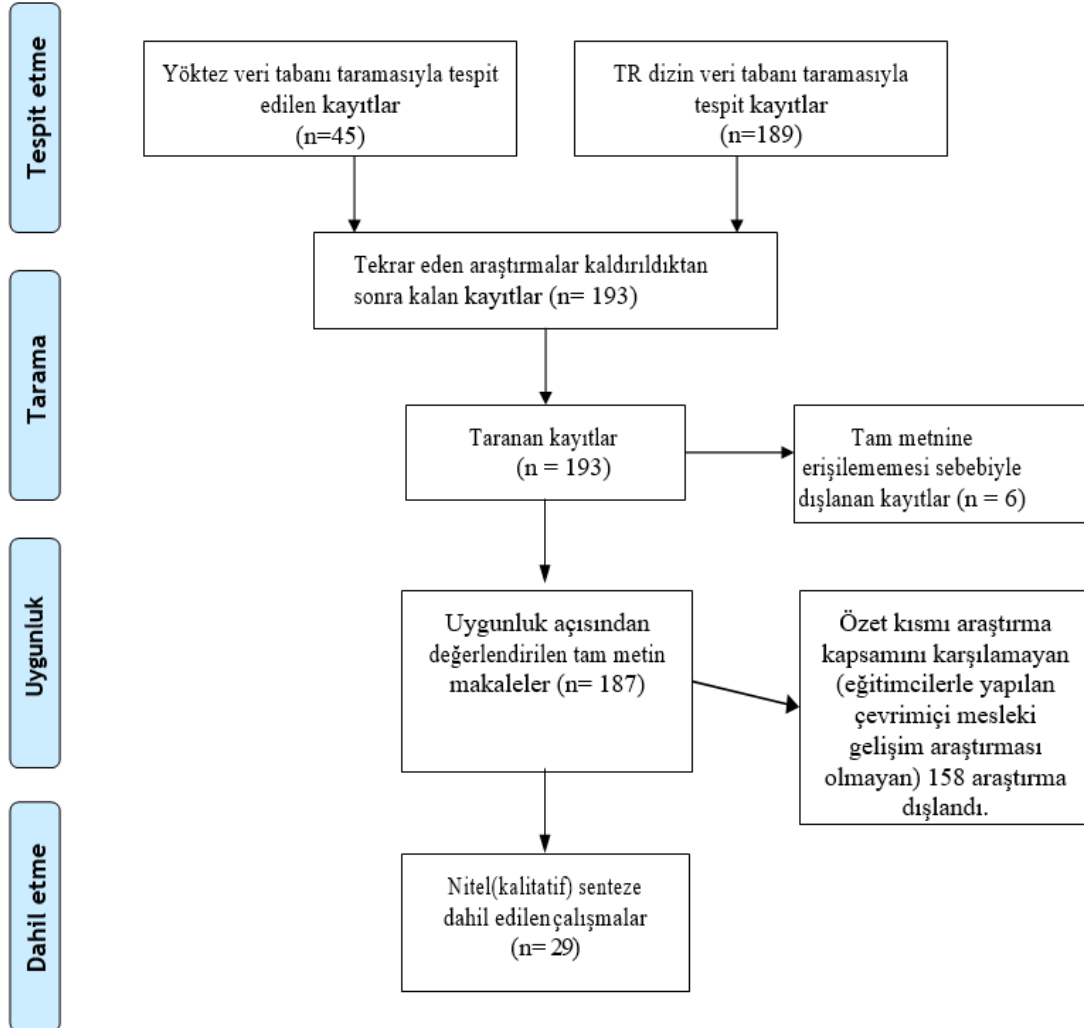 Tespit etme
Yöktez veri tabanı taramasıyla tespit
edilen kayıtlar
(n=45)
TR dizin veri tabanı taramasıyla
tespit kayıtlar
(n=189)
Tekrar eden araştırmalar kaldırıldıktan
sonra kalan kayıtlar (n= 193)
Tarama
Taranan kayıtlar
(n = 193)
Tam metnine
erişilememesi sebebiyle
dışlanan kayıtlar (n = 6)
Uygunluk
Uygunluk açısından
değerlendirilen tam metin
makaleler (n= 187)
Özet kısmı araştırma
kapsamını karşılamayan
(eğitimcilerle yapılan
çevrimiçi mesleki
gelişim araştırması
olmayan) 158 araştırma
dışlandı.
Dahil etme
Nitel(kalitatif) senteze
dahil edilen çalışmalar
(n= 29)